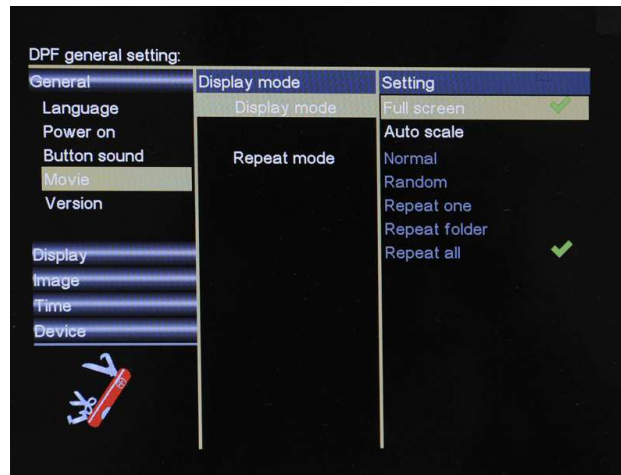 DPF general setting:
General
Language
Power on
Button sound
Movie
Version
Display
Image
Time
Device
Display mode
Display mode
Repeat mode
Setting
Full screen
Auto scale
Normal
Random
Repeat one
Repeat folder
Repeat all